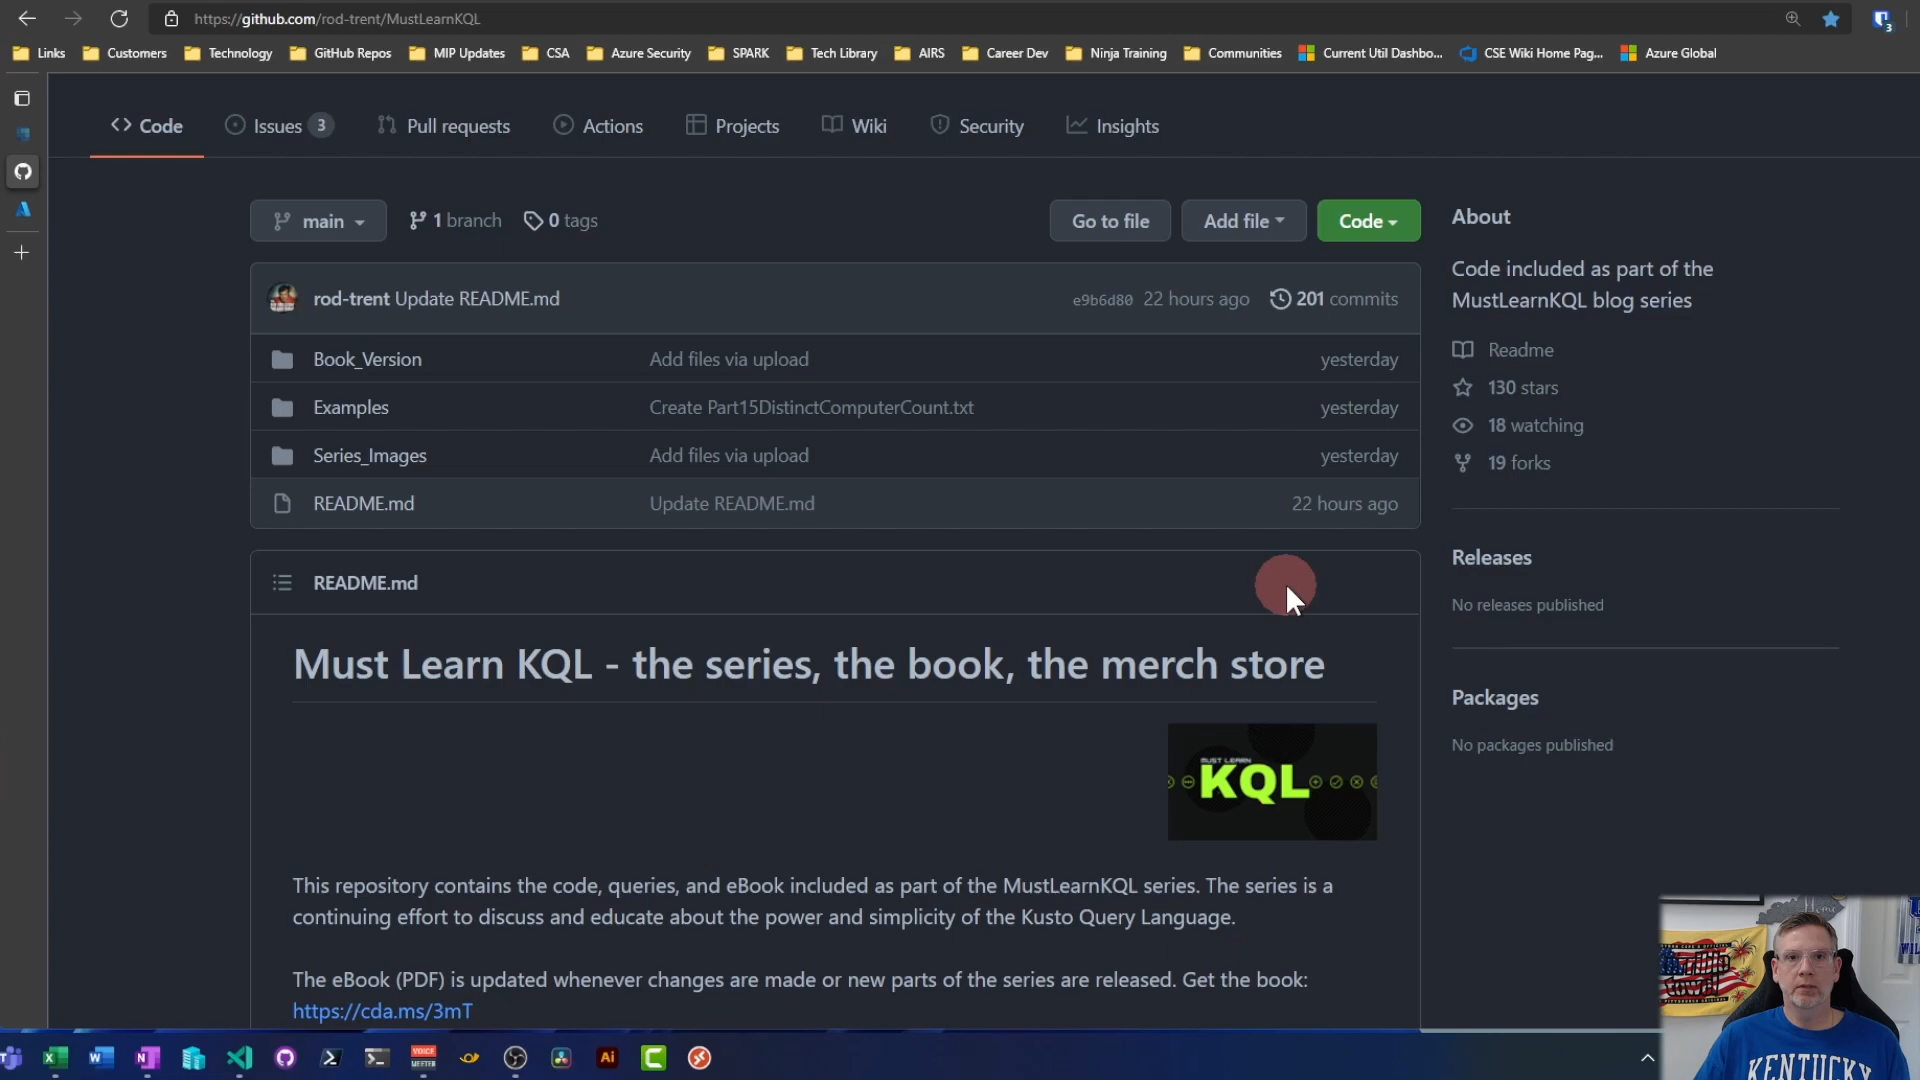 https://github.com/rod-trent/MustLearnKQL
3
Links Customers Technology GitHub Repos MIP Updates CSA Azure Security SPARK Tech Library AIRS Career Dev Ninja Training Communities Current Util Dashbo... CSE Wiki Home Pag... Azure Global
Code Issues 3 Pull requests Actions Projects Wiki Security Insights
main 1 branch 0 tags Go to file Add file Code
rod-trent Update README.md e9b6d80 22 hours ago 201 commits
Book_Version Add files via upload yesterday
Examples Create Part15DistinctComputerCount.txt yesterday
Series_Images Add files via upload yesterday
README.md Update README.md 22 hours ago
README.md
Must Learn KQL - the series, the book, the merch store
MUST LEARN
KQL
This repository contains the code, queries, and eBook included as part of the MustLearnKQL series. The series is a
continuing effort to discuss and educate about the power and simplicity of the Kusto Query Language.
The eBook (PDF) is updated whenever changes are made or new parts of the series are released. Get the book:
https://cda.ms/3mT
About
Code included as part of the
MustLearnKQL blog series
Readme
130 stars
18 watching
19 forks
Releases
No releases published
Packages
No packages published
VOICE
MEETER
Ai
Home
KENTUCKY